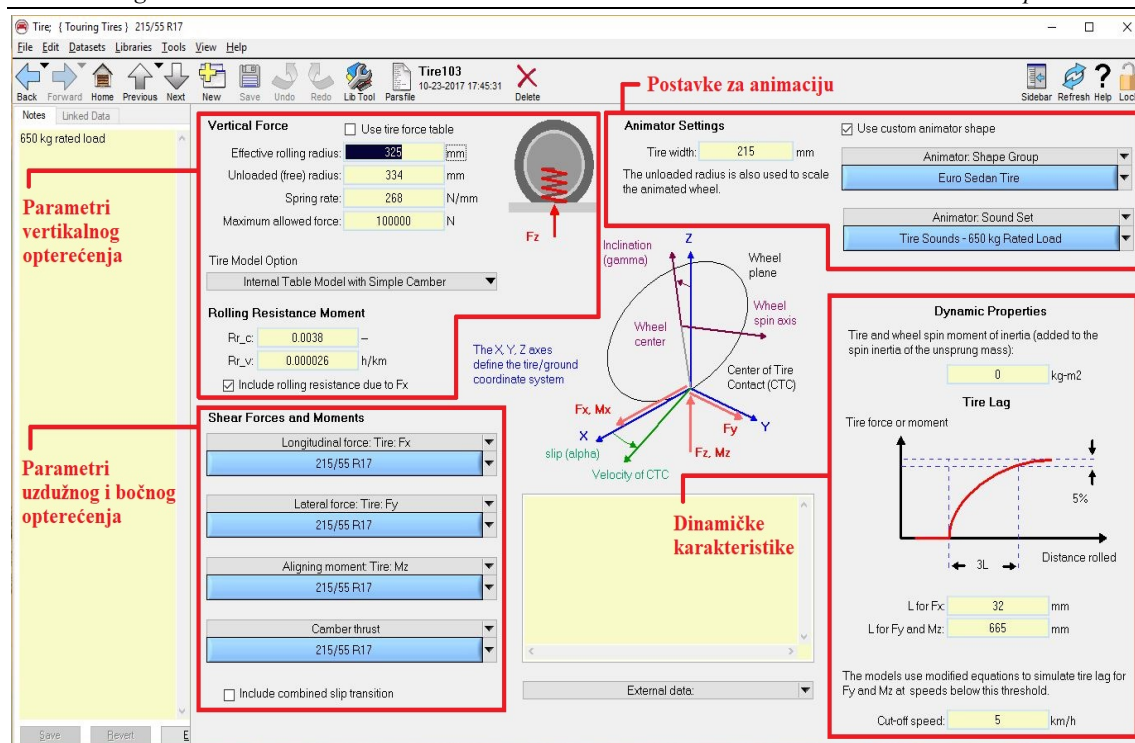 Tire; { Touring Tires } 215/55 R17
File Edit Datasets Libraries Tools View Help
Back Forward Home Previous Next New Save Undo Redo Lib Tool Parsfile
Tire103
10-23-2017 17:45:31
Delete
Sidebar Refresh Help Lock
Notes Linked Data
650 kg rated load
Postavke za animaciju
Parametri
vertikalnog
opterećenja
Vertical Force
Use tire force table
Effective rolling radius: 325 mm
Unloaded (free) radius: 334 mm
Spring rate: 268 N/mm
Maximum allowed force: 100000 N
Fz
Tire Model Option
Internal Table Model with Simple Camber
Rolling Resistance Moment
Rr_c: 0.0038 –
Rr_v: 0.000026 h/km
Include rolling resistance due to Fx
Animator Settings
Use custom animator shape
Tire width: 215 mm
The unloaded radius is also used to scale
the animated wheel.
Animator: Shape Group
Euro Sedan Tire
Animator: Sound Set
Tire Sounds - 650 kg Rated Load
Inclination
(gamma)
Z
Wheel
plane
Wheel
spin axis
Wheel
center
The X, Y, Z axes
define the tire/ground
coordinate system
Center of Tire
Contact (CTC)
Fx, Mx
Fy
Y
X
slip (alpha)
Fz, Mz
Velocity of CTC
Parametri
uzdužnog i bočnog
opterećenja
Shear Forces and Moments
Longitudinal force: Tire: Fx
215/55 R17
Lateral force: Tire: Fy
215/55 R17
Aligning moment: Tire: Mz
215/55 R17
Camber thrust
215/55 R17
Include combined slip transition
Dinamičke
karakteristike
External data:
Dynamic Properties
Tire and wheel spin moment of inertia (added to the
spin inertia of the unsprung mass):
0 kg-m2
Tire Lag
Tire force or moment
5%
3L
Distance rolled
L for Fx: 32 mm
L for Fy and Mz: 665 mm
The models use modified equations to simulate tire lag for
Fy and Mz at speeds below this threshold.
Cut-off speed: 5 km/h
Save Revert E